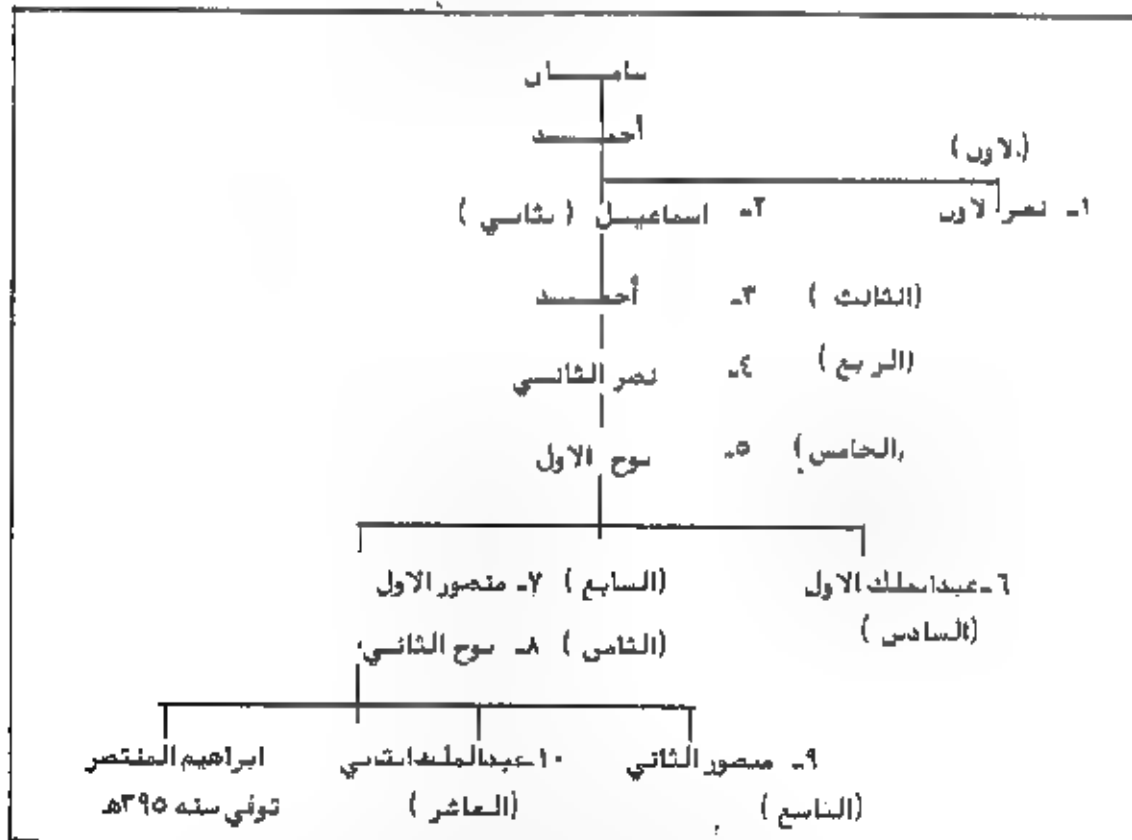 سامان
أحمد
(الاول)
١- نصر الاول ٢- اسماعيل (الثاني)
٣- أحمد (الثالث)
٤- نصر الثاني (الرابع)
٥- نوح الاول (الخامس)
٦- عبدالملك الاول
(السادس)
٧- منصور الاول (السابع)
٨- نوح الثاني (الثامن)
٩- منصور الثاني
(التاسع)
١٠- عبدالملك الثاني
(العاشر)
ابراهيم المنتصر
توفي سنه ٣٩٥هـ